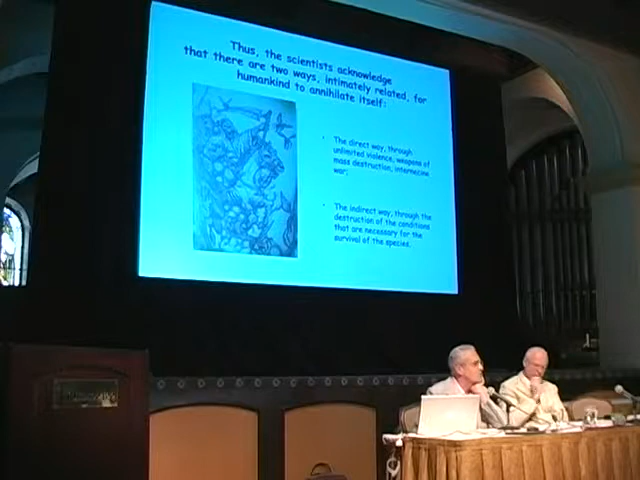 Thus, the scientists acknowledge
that there are two ways, intimately related, for
humankind to annihilate itself:
The direct way, through
unlimited violence, weapons of
mass destruction, internecine
war;
The indirect way, through the
destruction of the conditions
that are necessary for the
survival of the species.